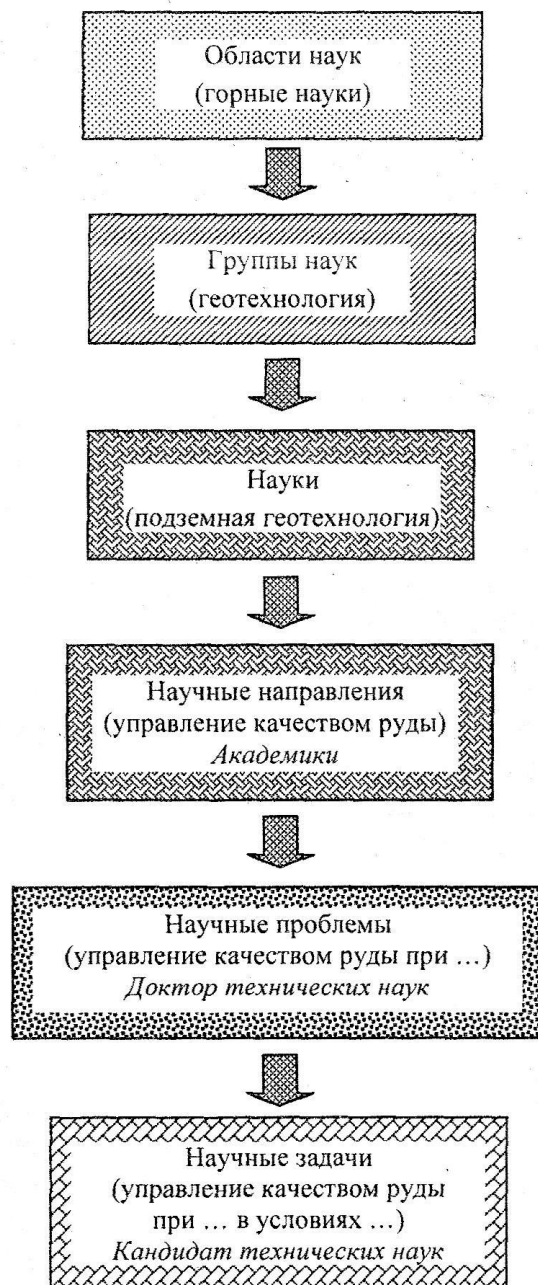 Области наук
(горные науки)
Группы наук
(геотехнология)
Науки
(подземная геотехнология)
Научные направления
(управление качеством руды)
Академики
Научные проблемы
(управление качеством руды при ...)
Доктор технических наук
Научные задачи
(управление качеством руды
при ... в условиях ...)
Кандидат технических наук